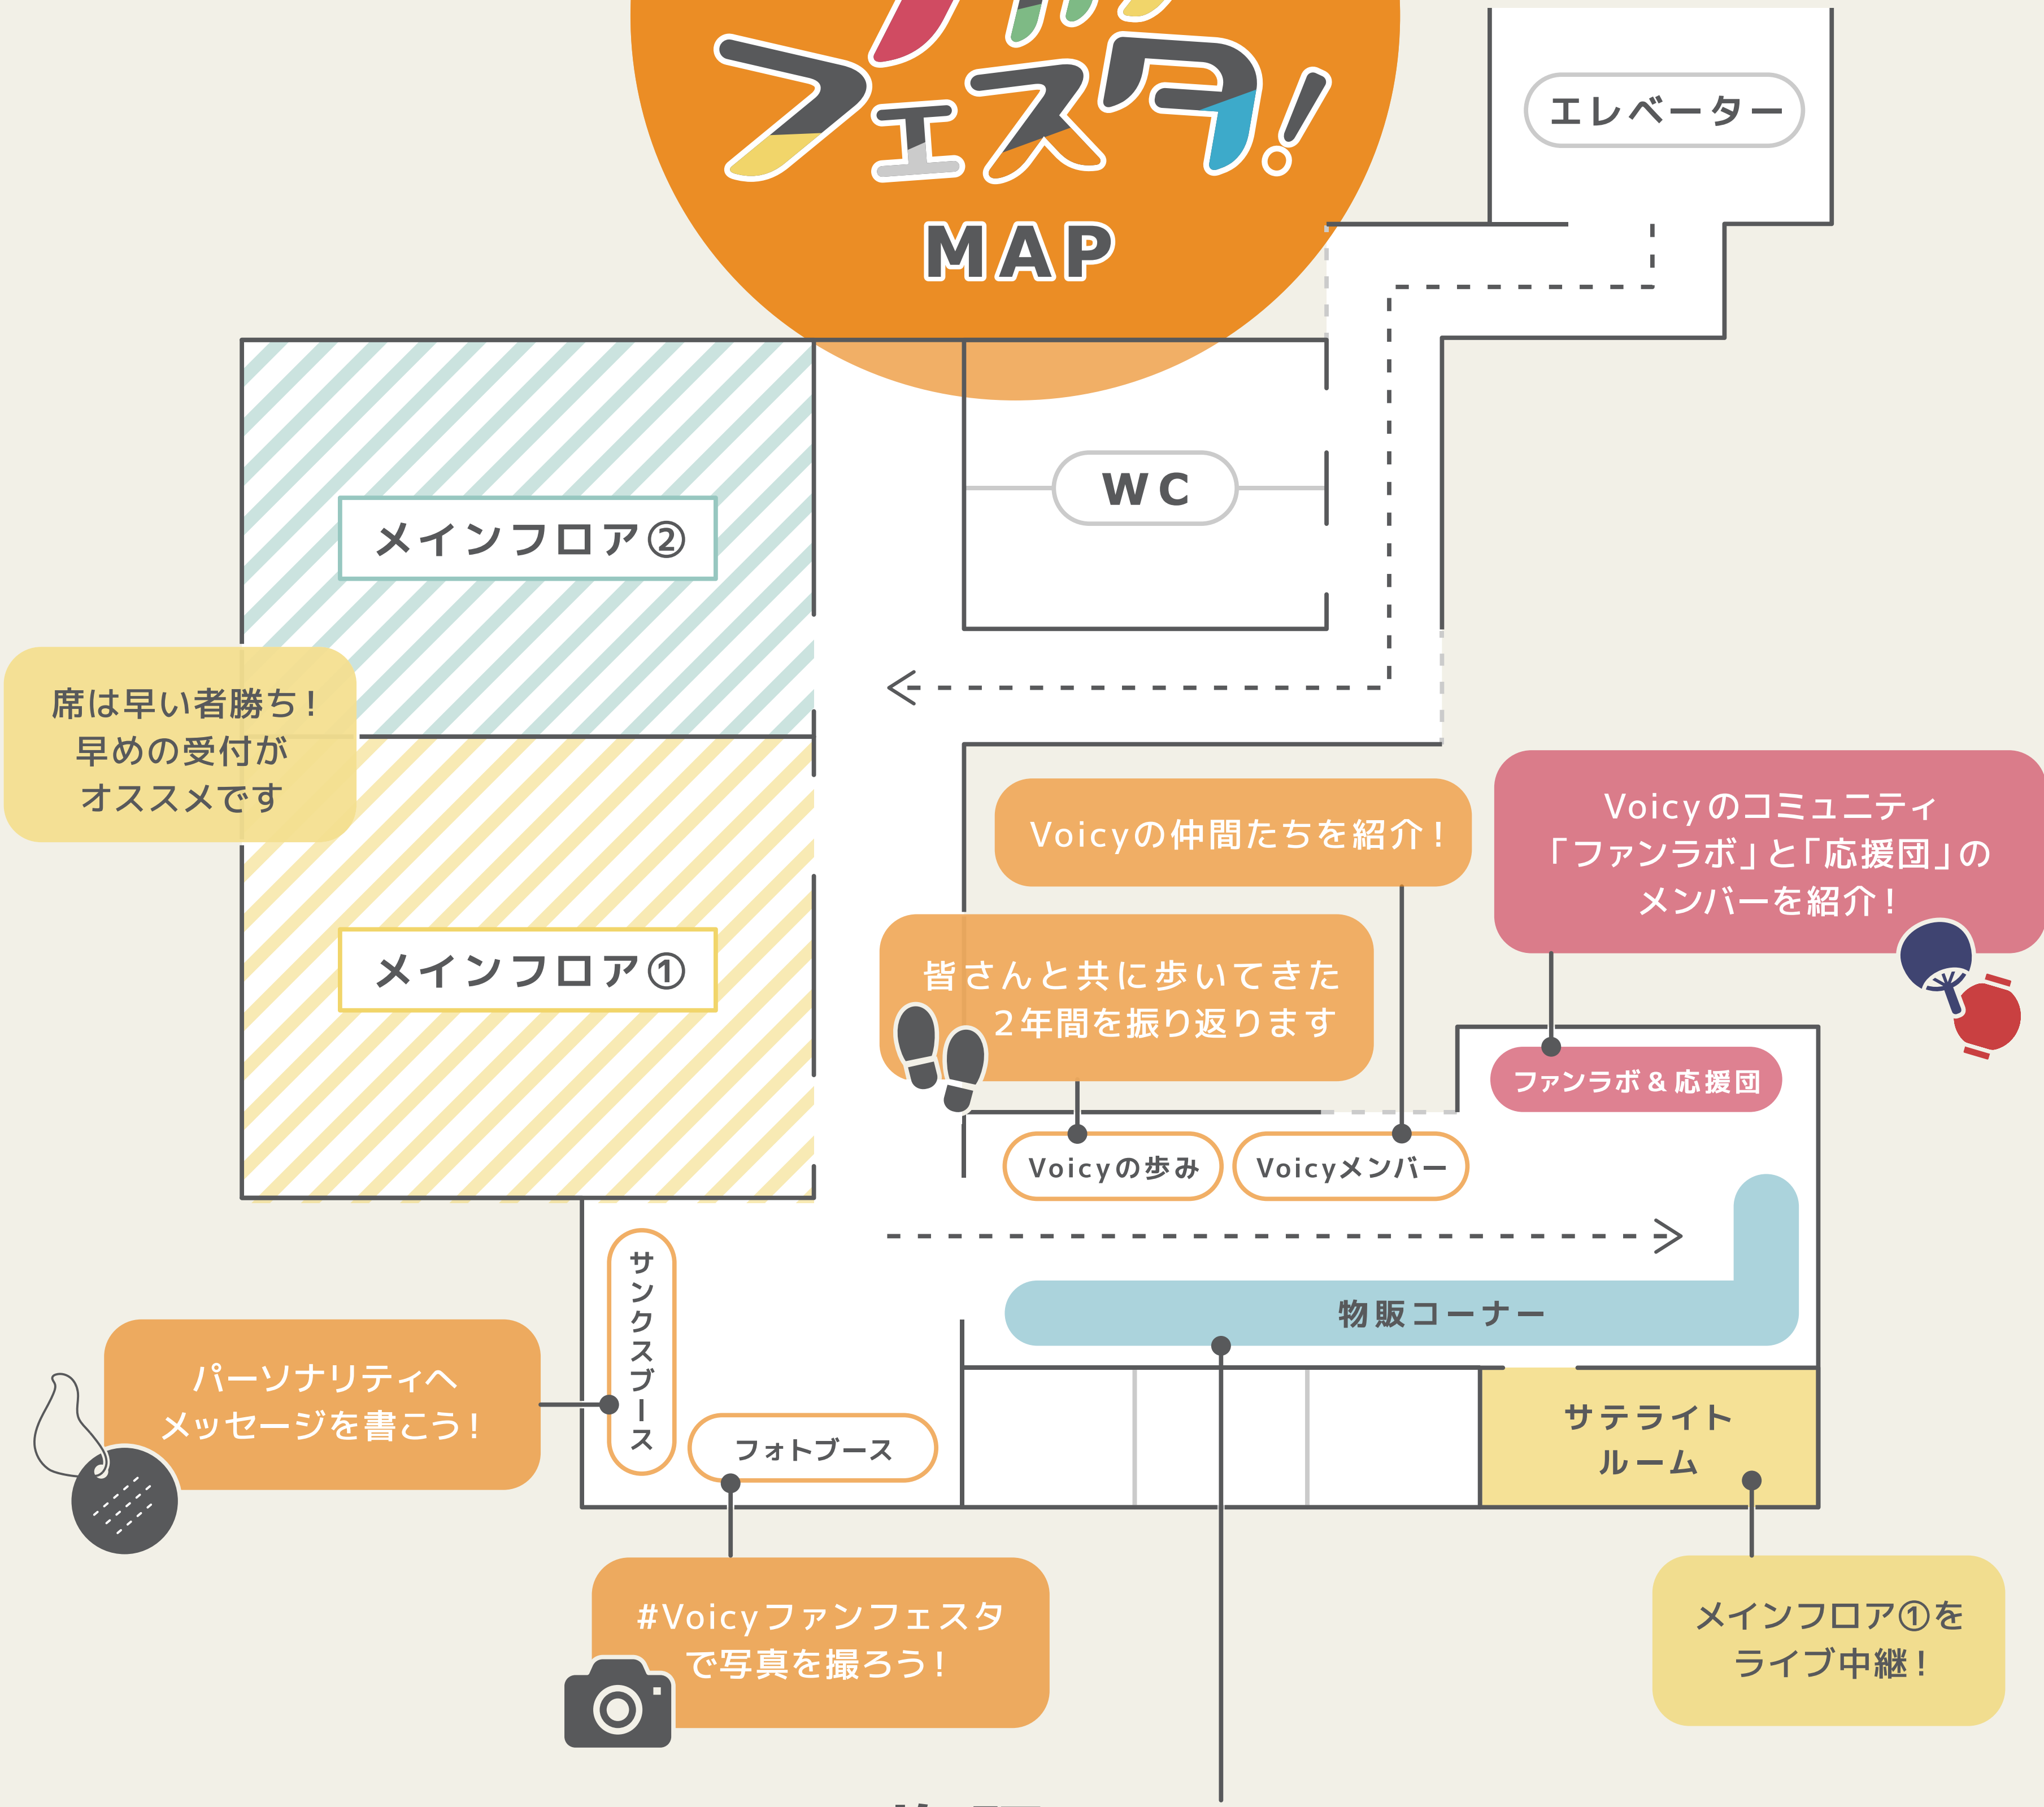 フェスタ!
MAP
エレベーター
WC
メインフロア②
席は早い者勝ち!
早めの受付が
オススメです
メインフロア①
Voicyの仲間たちを紹介!
Voicyのコミュニティ
「ファンラボ」と「応援団」の
メンバーを紹介!
皆さんと共に歩いてきた
2年間を振り返ります
ファンラボ&応援団
Voicyの歩み
Voicyメンバー
サンクスブース
物販コーナー
パーソナリティへ
メッセージを書こう!
フォトブース
サテライト
ルーム
#Voicyファンフェスタ
で写真を撮ろう!
メインフロア①を
ライブ中継!